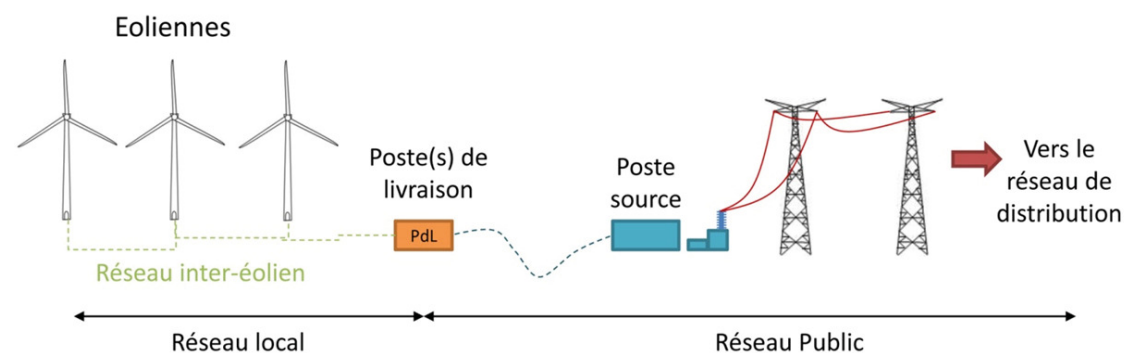 Eoliennes
Poste(s) de
livraison
PdL
Réseau inter-éolien
Poste
source
Vers le
réseau de
distribution
Réseau local
Réseau Public